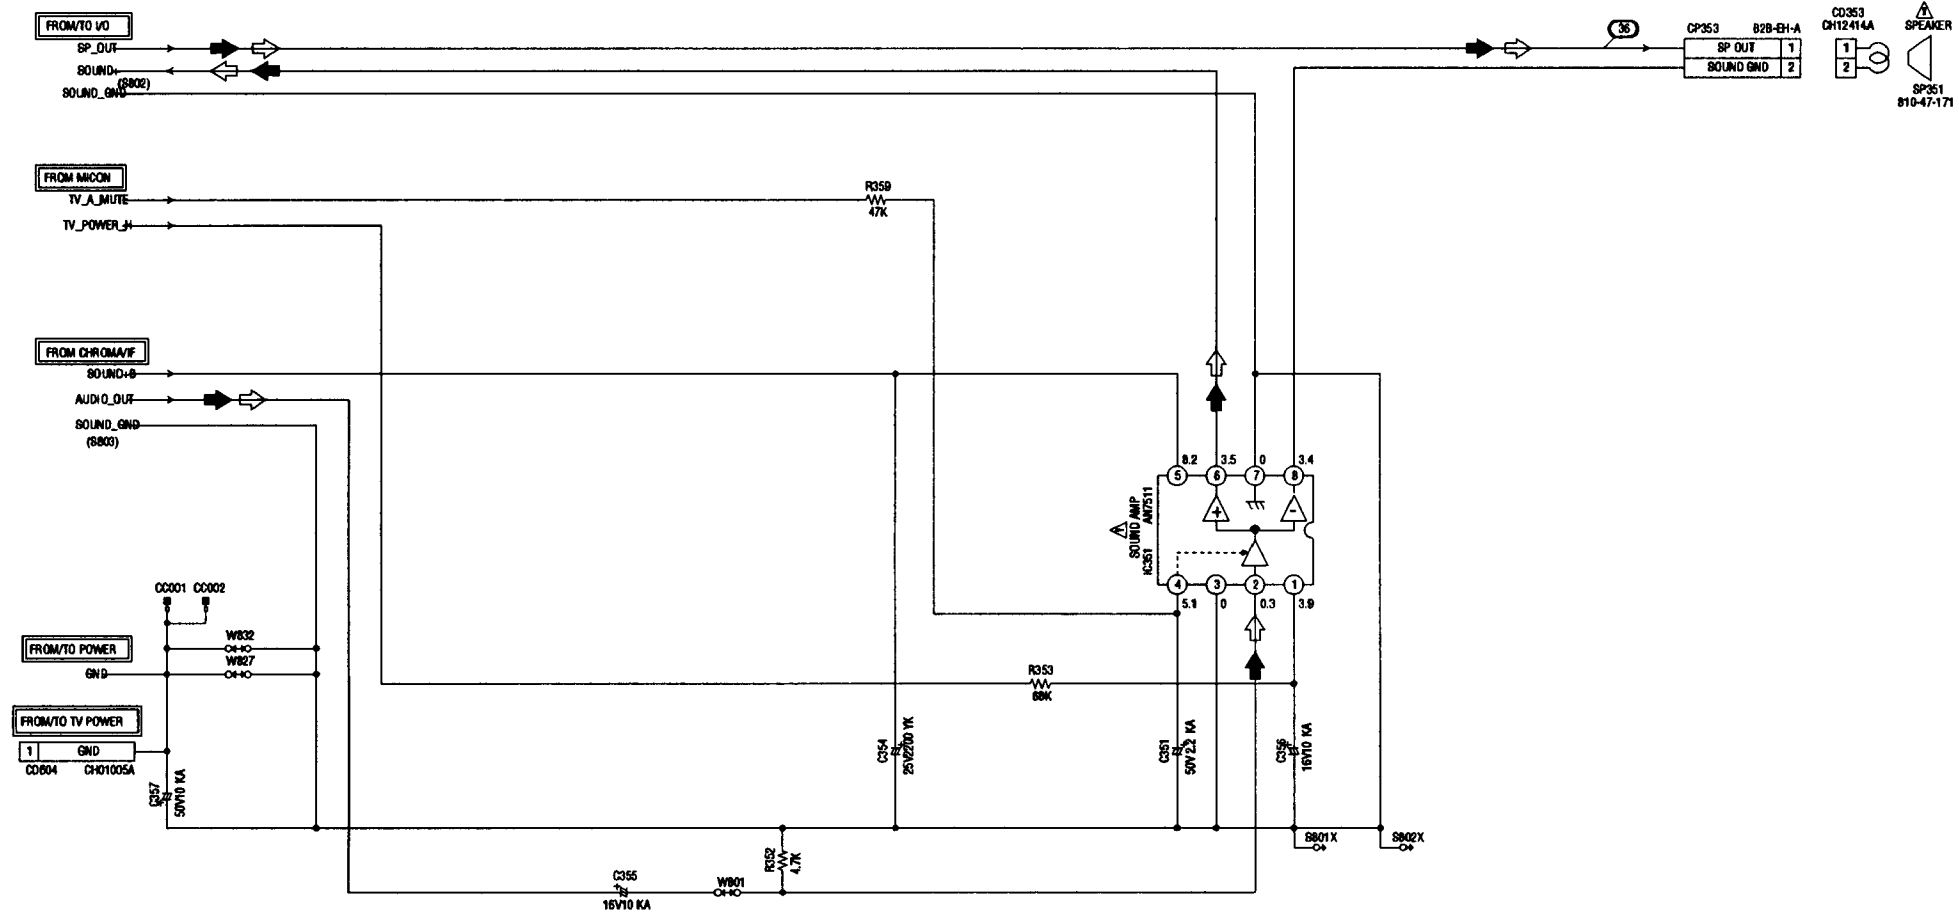 FROM/TO I/O
SP_OUT
SOUND+
(S802)
SOUND_GND
36
CP353 B2B-EH-A
SP OUT 1
SOUND GND 2
CD353
CH12414A
1
2
SPEAKER
SP351
810-47-171
FROM MICON
TV_A_MUTE
TV_POWER_H
R359
47K
FROM CHROMA/IF
SOUND+B
AUDIO_OUT
SOUND_GND
(S803)
8.2 3.5 0 3.4
5 6 7 8
+ -
SOUND AMP
IC351 AN7511
4 3 2 1
5.1 0 0.3 3.9
CC001 CC002
W832
W827
FROM/TO POWER
GND
FROM/TO TV POWER
1 GND
CD804 CH01005A
C357
50V10 KA
R353
68K
C354
25V2200 YK
C351
50V2.2 KA
C356
16V10 KA
S801X
S802X
R352
4.7K
C355
16V10 KA
W801